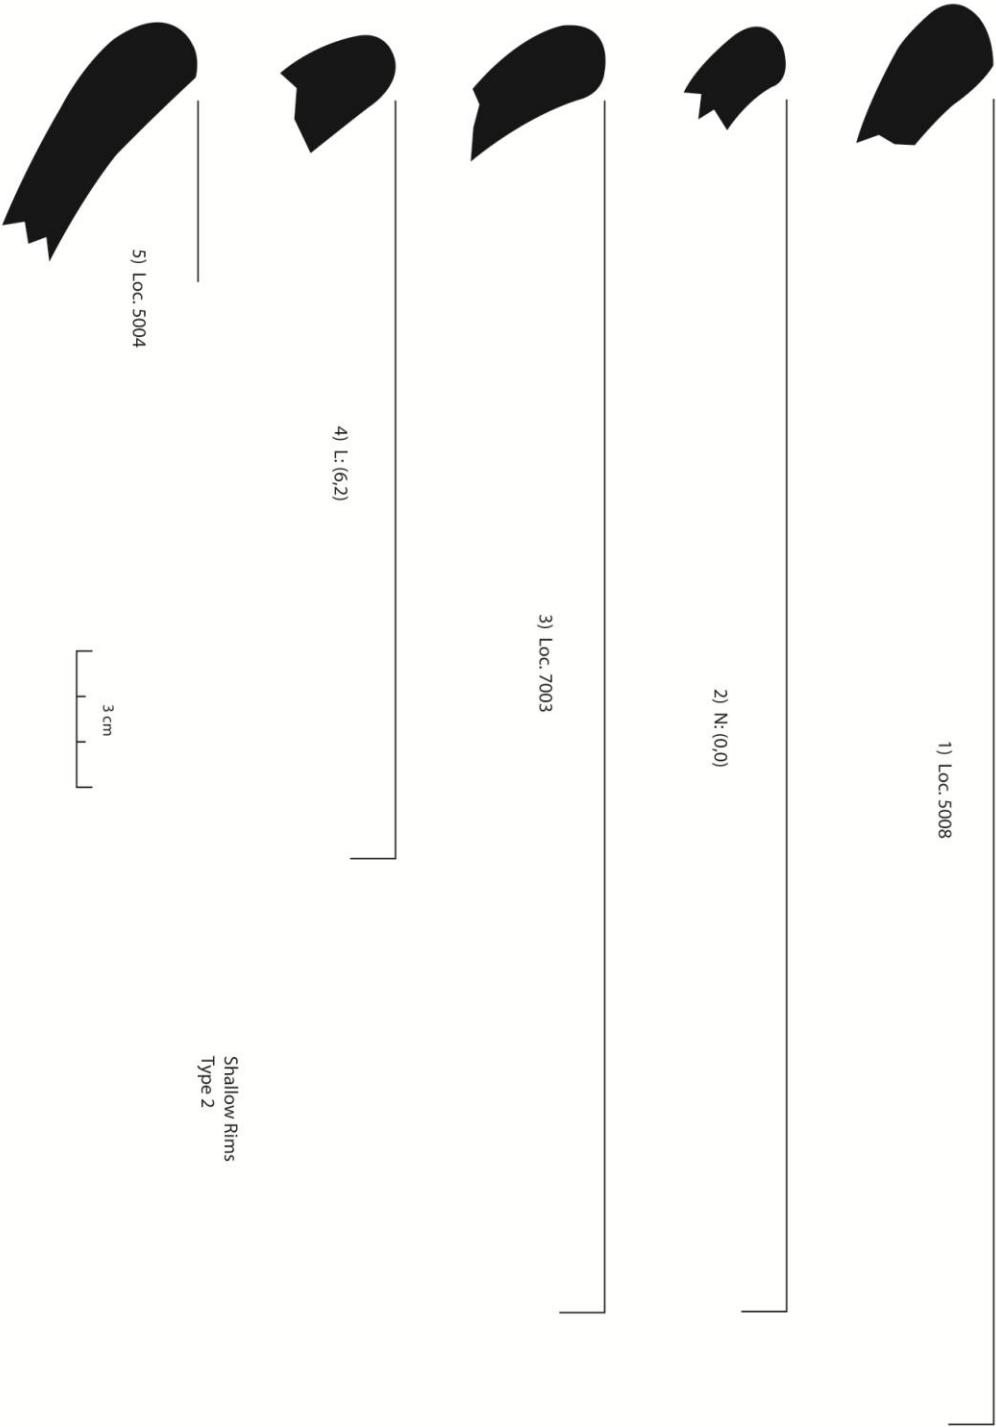 1) Loc. 5008
2) N: (0,0)
3) Loc. 7003
4) L: (6,2)
5) Loc. 5004
3 cm
Shallow Rims
Type 2